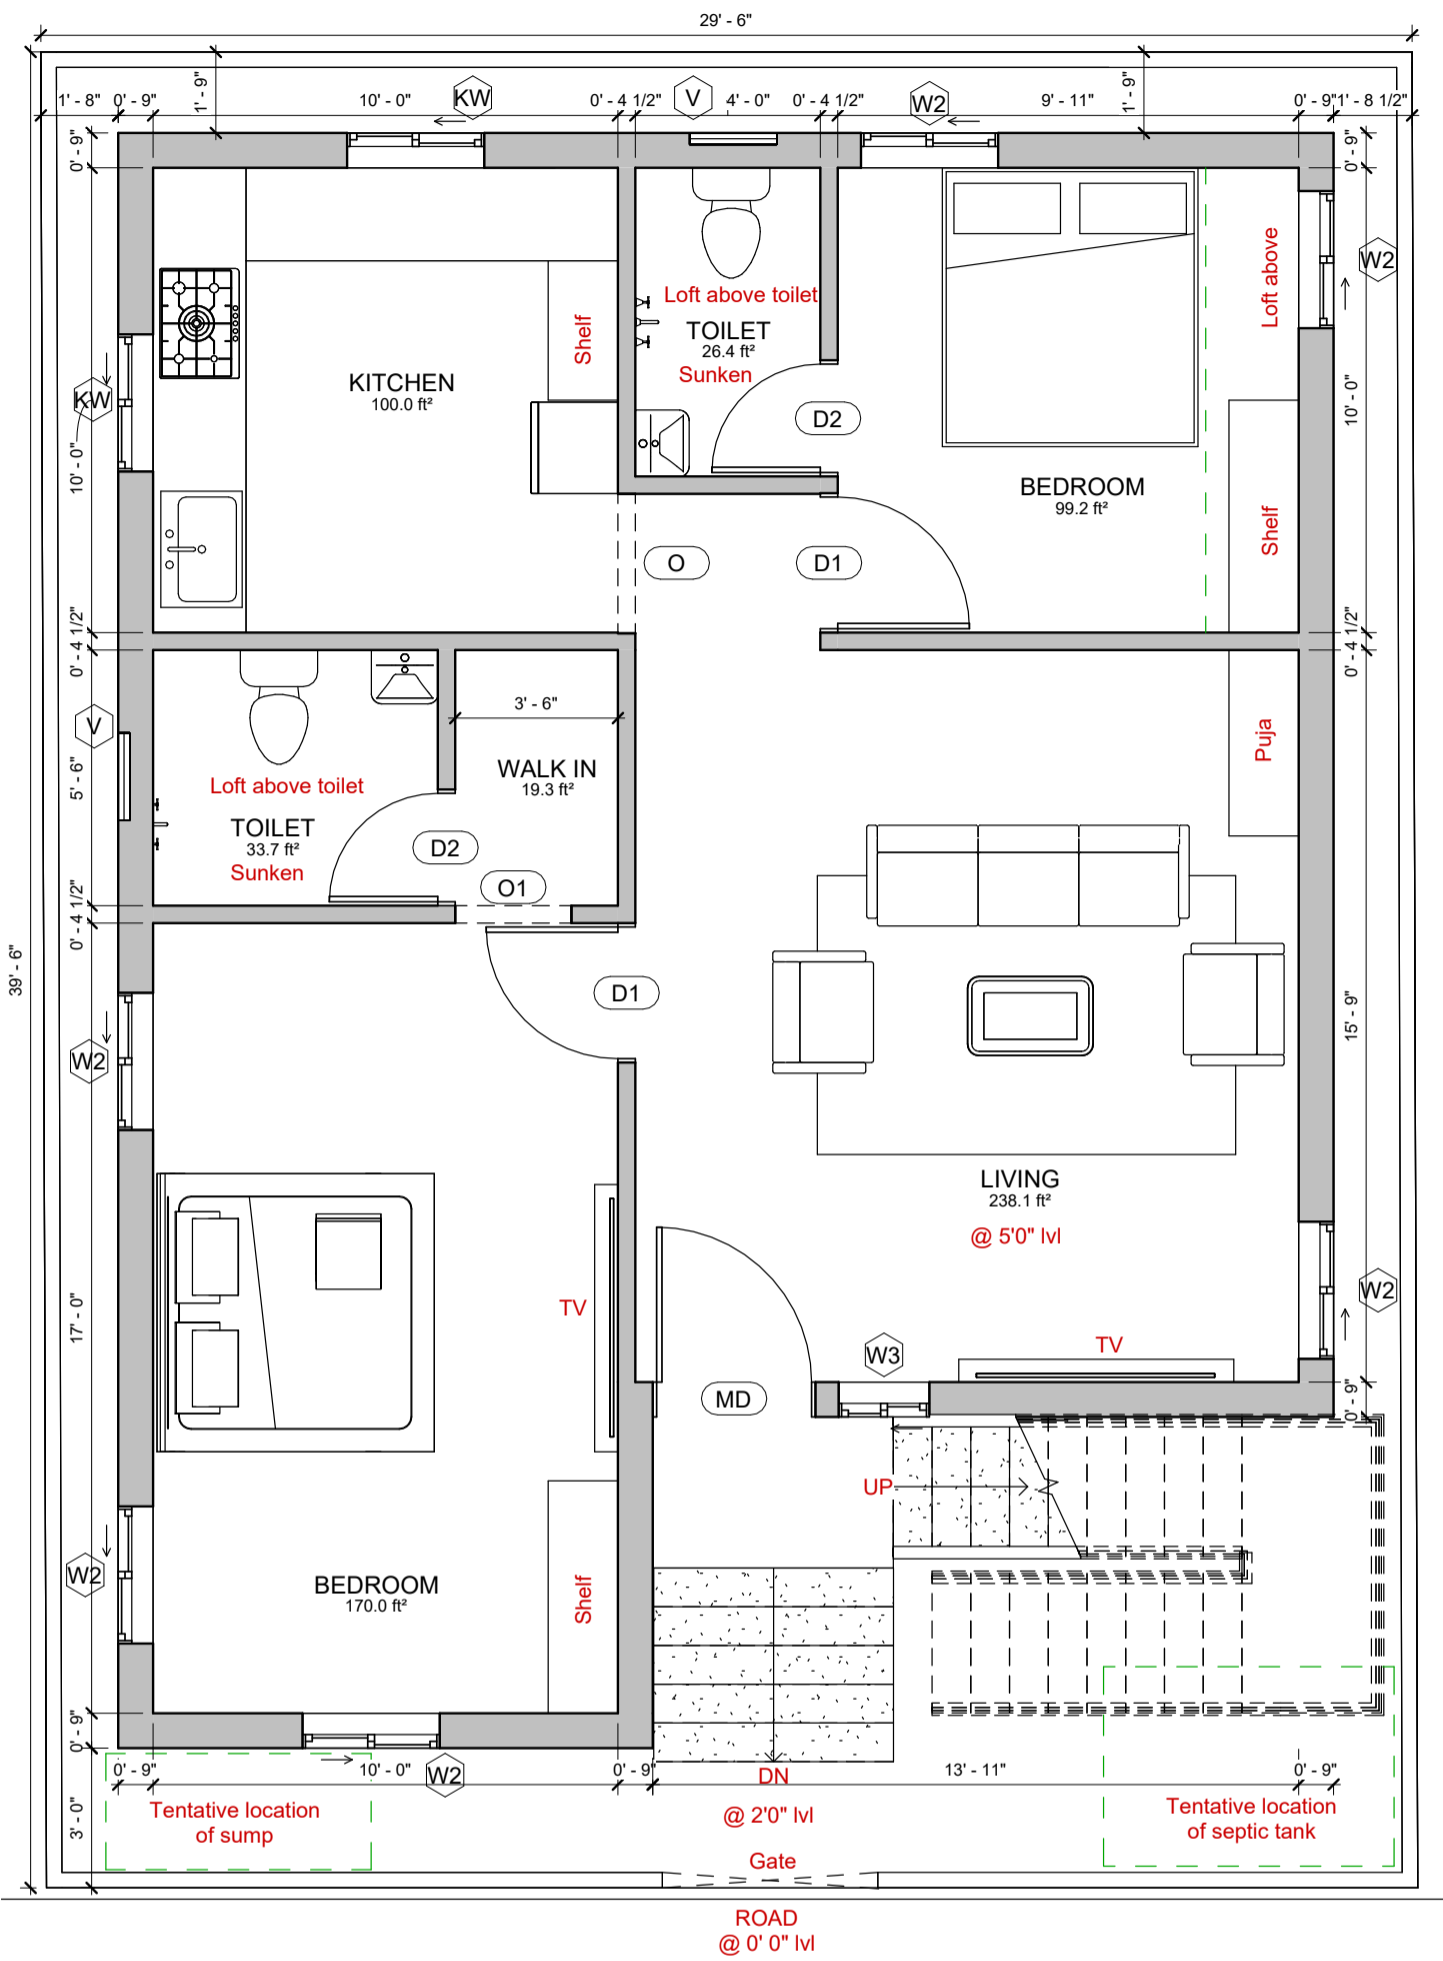 29' - 6"
1' - 8"
0' - 9"
1' - 9"
10' - 0"
KW
0' - 4 1/2"
V
4' - 0"
0' - 4 1/2"
W2
9' - 11"
1' - 9"
0' - 9"
1' - 8 1/2"
0' - 9"
0' - 9"
Loft above
W2
Loft above toilet
TOILET
26.4 ft²
Sunken
Shelf
KITCHEN
100.0 ft²
KW
D2
10' - 0"
10' - 0"
BEDROOM
99.2 ft²
Shelf
O
D1
0' - 4 1/2"
0' - 4 1/2"
3' - 6"
V
Puja
WALK IN
19.3 ft²
5' - 6"
Loft above toilet
TOILET
33.7 ft²
Sunken
D2
O1
0' - 4 1/2"
39' - 6"
D1
15' - 9"
W2
LIVING
238.1 ft²
@ 5'0" lvl
W2
17' - 0"
TV
TV
W3
MD
0' - 9"
UP
W2
BEDROOM
170.0 ft²
Shelf
0' - 9"
0' - 9"
10' - 0"
W2
0' - 9"
DN
13' - 11"
0' - 9"
3' - 0"
Tentative location
of sump
@ 2'0" lvl
Tentative location
of septic tank
Gate
ROAD
@ 0' 0" lvl